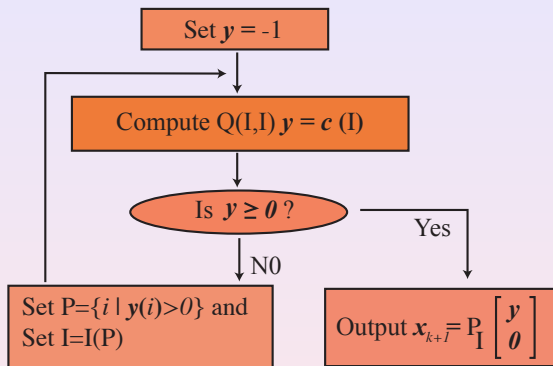 Set y = -1
Compute Q(I,I) y = c (I)
Is y ≥ 0 ?
Yes
N0
Set P={i | y(i)>0} and
Set I=I(P)
Output x_{k+1} = P_I [ y
0 ]